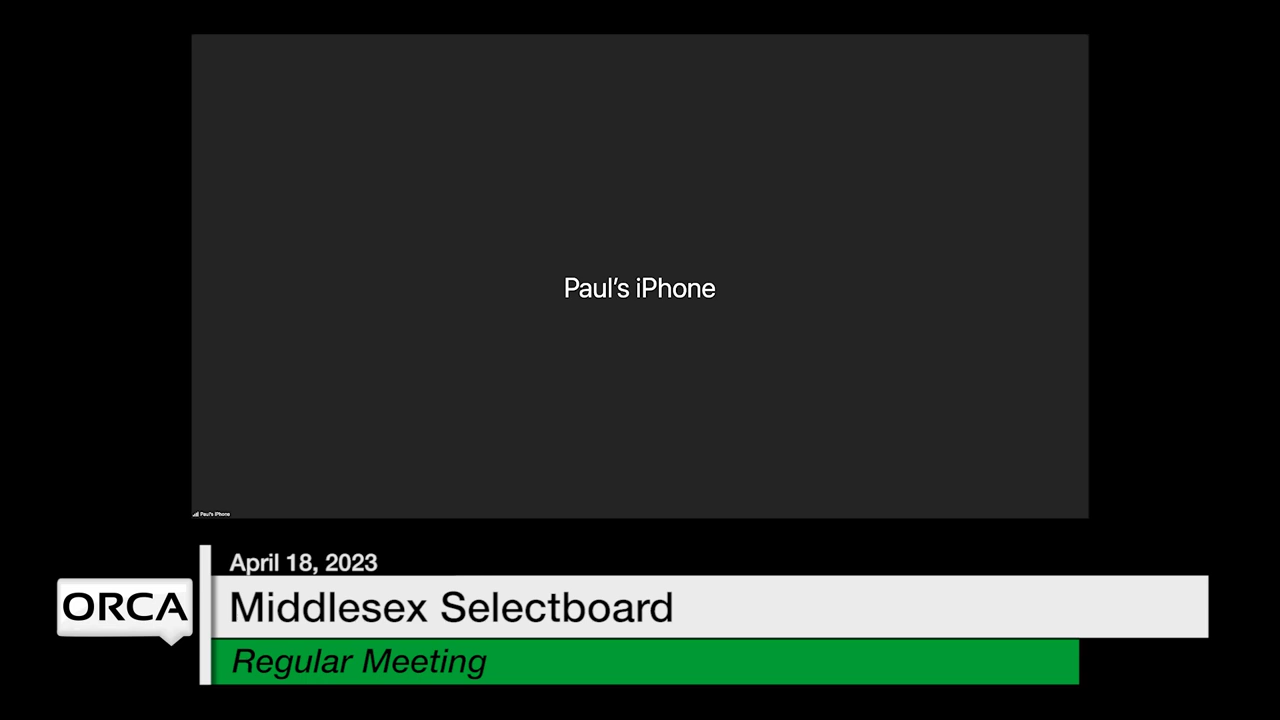 Paul's iPhone
Paul's iPhone
April 18, 2023
ORCA
Middlesex Selectboard
Regular Meeting